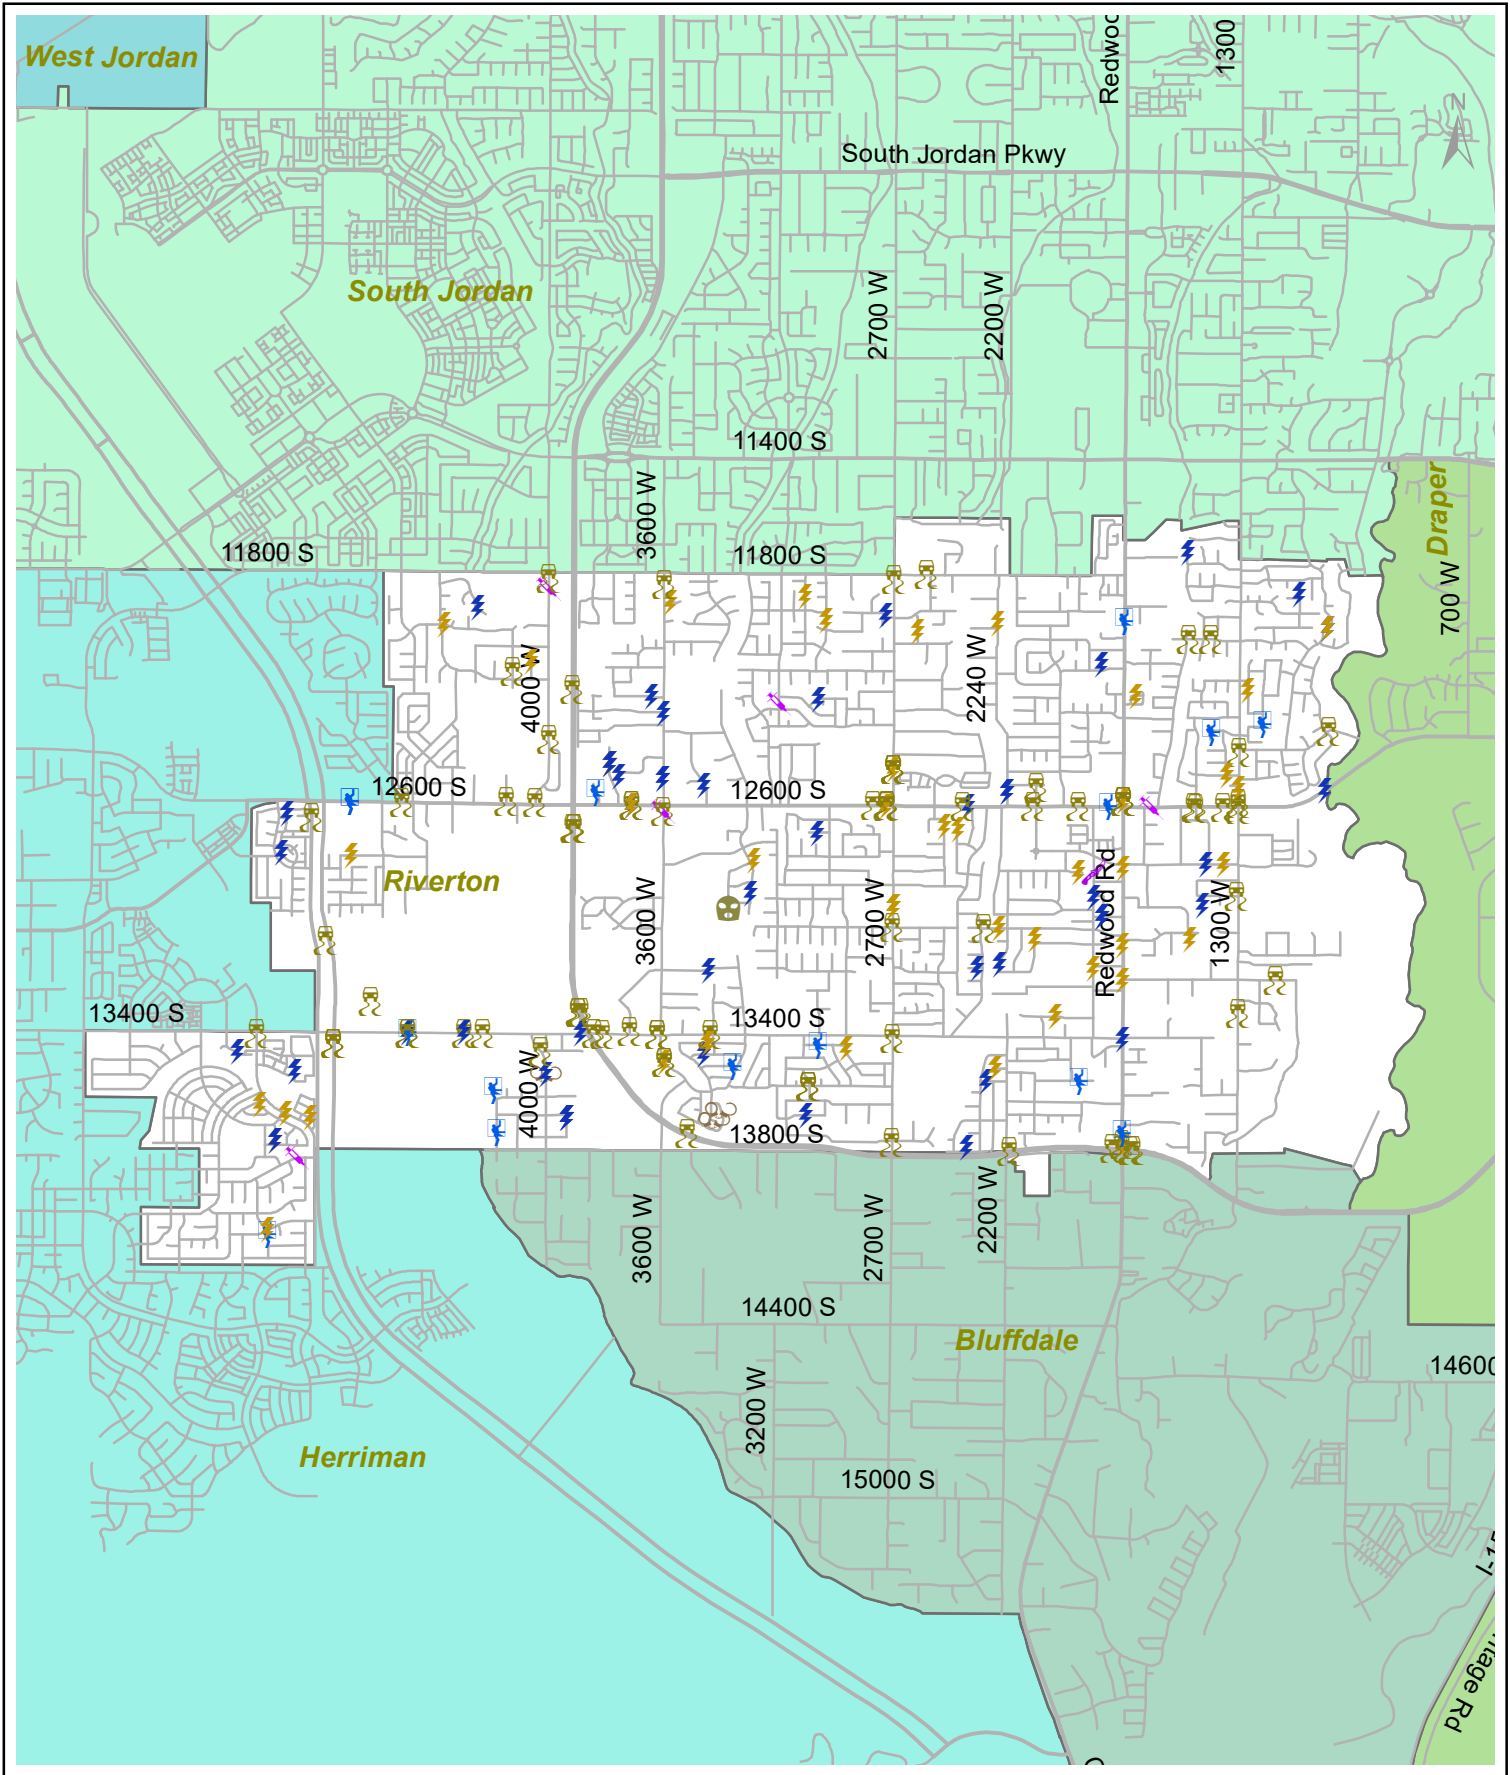 West Jordan
Redwoo
1300
N
South Jordan Pkwy
South Jordan
2700 W
2200 W
11400 S
3600 W
Draper
11800 S
11800 S
700 W
4000 W
2240 W
12600 S
12600 S
Riverton
3600 W
2700 W
Redwood Rd
1300 W
13400 S
13400 S
4000 W
13800 S
3600 W
2700 W
2200 W
14400 S
Bluffdale
14600
3200 W
Herriman
15000 S
I-15
ntage Rd